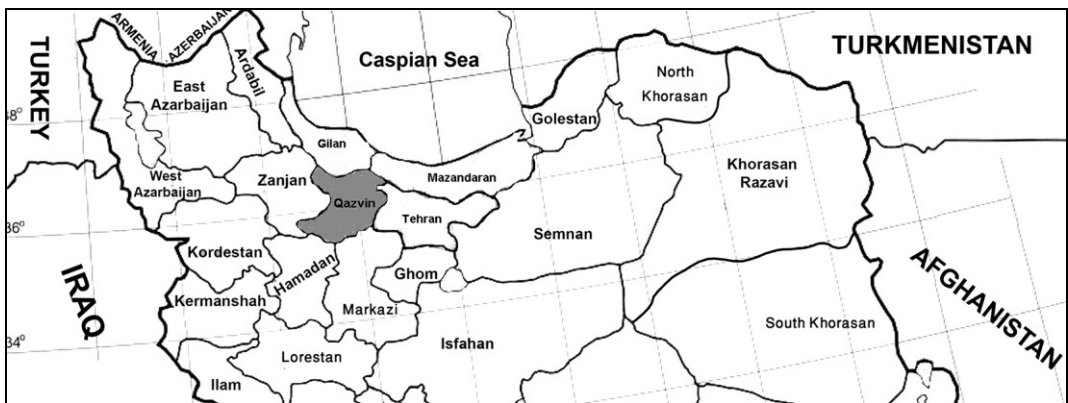 TURKEY
ARMENIA
AZERBAIJAN
Caspian Sea
TURKMENISTAN
East
Azarbaijan
Ardabil
North
Khorasan
38°
Golestan
Gilan
Khorasan
Razavi
West
Azarbaijan
Zanjan
Mazandaran
Qazvin
Tehran
36°
Semnan
Kordestan
IRAQ
Hamadan
Ghom
AFGHANISTAN
Kermanshah
Markazi
South Khorasan
34°
Isfahan
Lorestan
Ilam